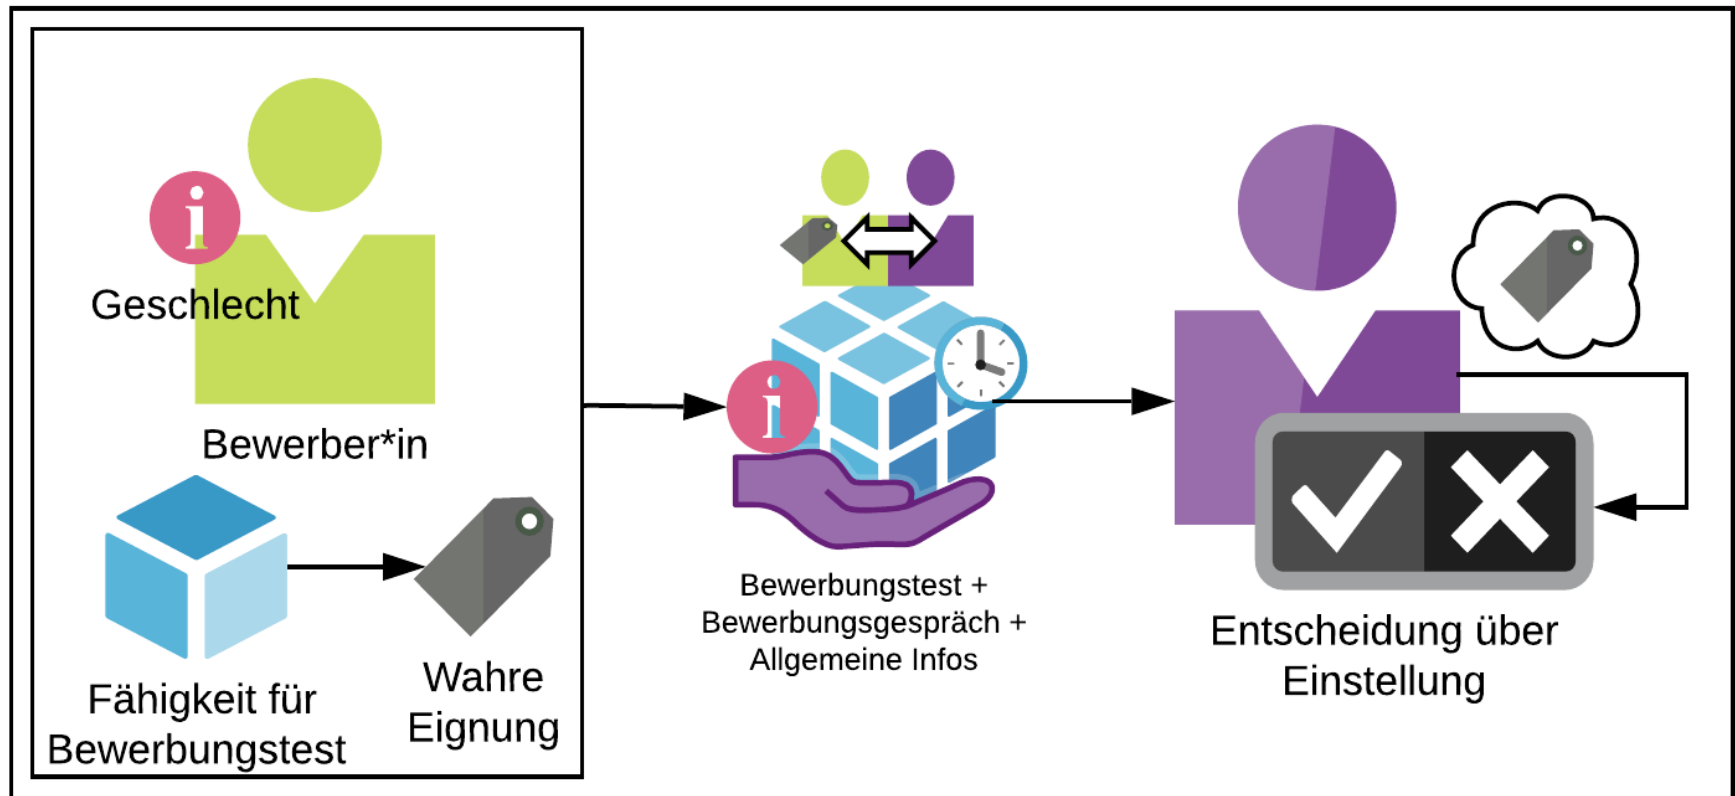 i
Geschlecht
Bewerber*in
Fähigkeit für
Bewerbungstest
Wahre
Eignung
i
Bewerbungstest +
Bewerbungsgespräch +
Allgemeine Infos
Entscheidung über
Einstellung